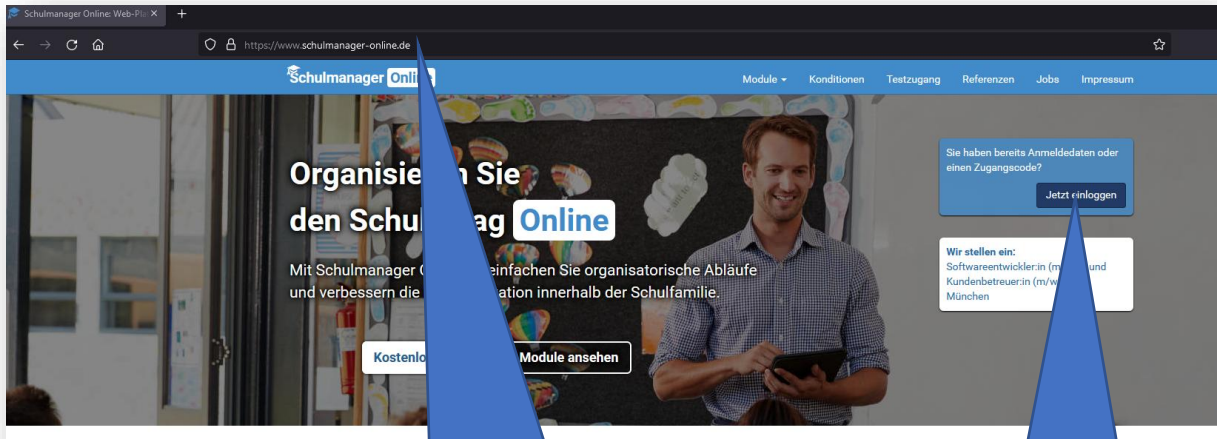 Schulmanager Online: Web-Pla
https://www.schulmanager-online.de
Schulmanager
Module
Konditionen
Testzugang
Referenzen
Jobs
Impressum
Organisie Sie
den Schul ag Online
Mit Schulmanager einfachen Sie organisatorische Abläufe
und verbessern die ation innerhalb der Schulfamilie.
Module ansehen
Sie haben bereits Anmeldedaten oder
einen Zugangscode?
Jetzt einloggen
Wir stellen ein:
Softwareentwickler:in und
Kundenbetreuer:in
München